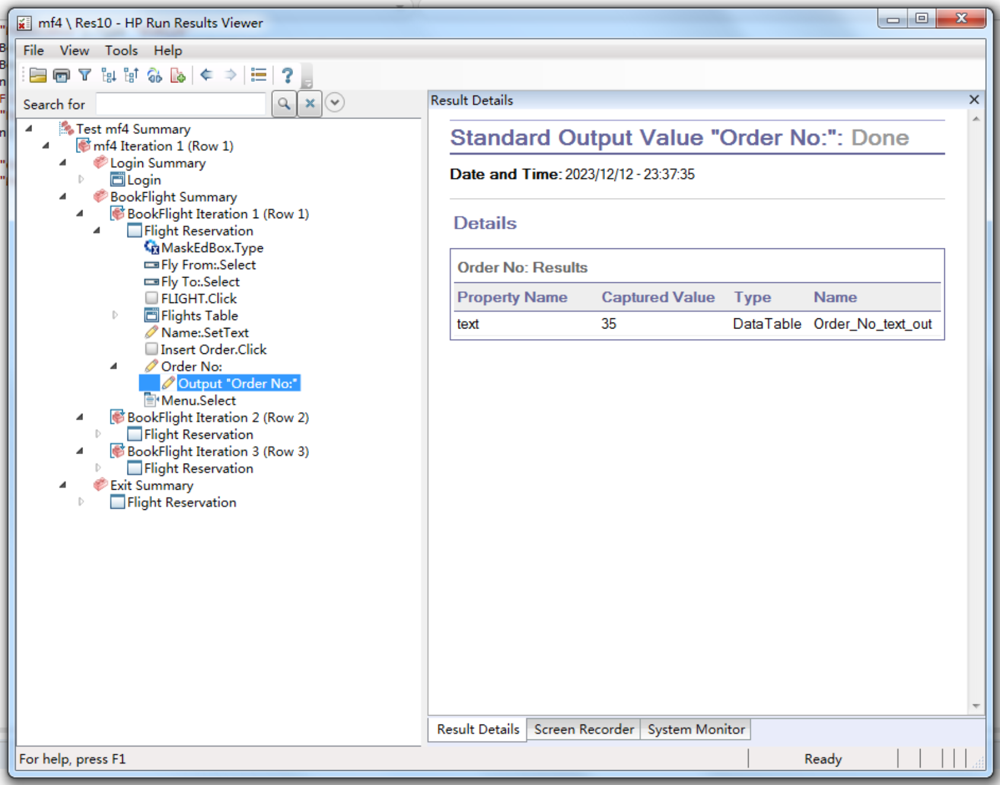 mf4 \ Res10 - HP Run Results Viewer
File View Tools Help
Search for
Test mf4 Summary
mf4 Iteration 1 (Row 1)
Login Summary
Login
BookFlight Summary
BookFlight Iteration 1 (Row 1)
Flight Reservation
MaskEdBox.Type
Fly From:.Select
Fly To:.Select
FLIGHT.Click
Flights Table
Name:.SetText
Insert Order.Click
Order No:
Output "Order No:"
Menu.Select
BookFlight Iteration 2 (Row 2)
Flight Reservation
BookFlight Iteration 3 (Row 3)
Flight Reservation
Exit Summary
Flight Reservation
Result Details
Standard Output Value "Order No:": Done
Date and Time: 2023/12/12 - 23:37:35
Details
Order No: Results
Property Name Captured Value Type Name
text 35 DataTable Order_No_text_out
Result Details Screen Recorder System Monitor
For help, press F1 Ready